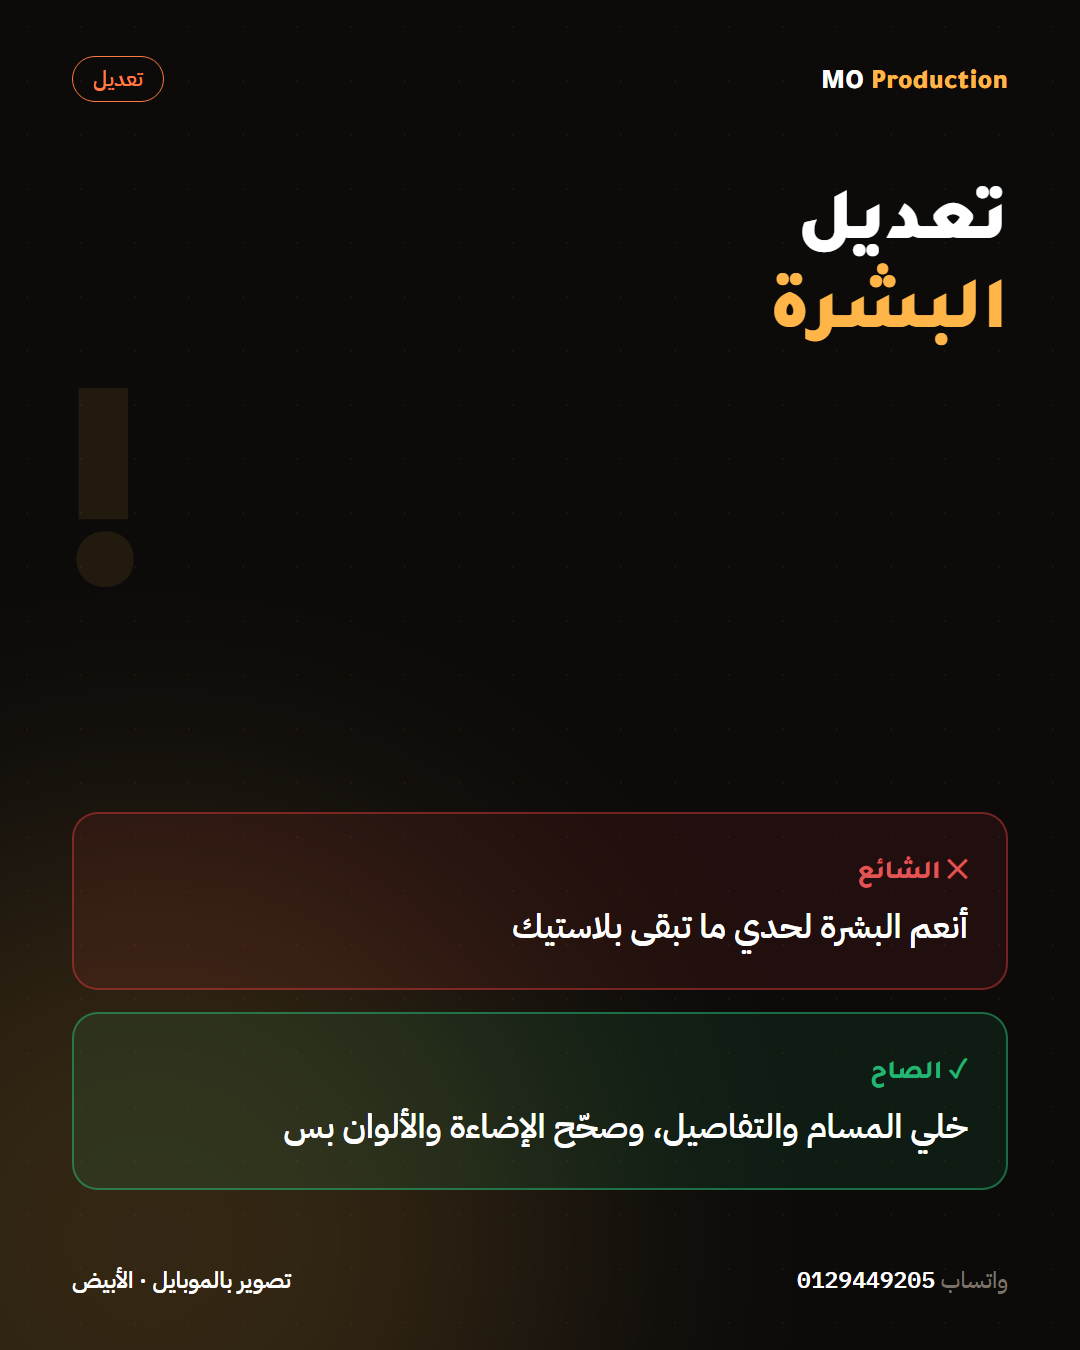 MO Production
تعديل
تعديل
البشرة
!
✕ الشائع
أنعم البشرة لحدي ما تبقى بلاستيك
✓ الصاح
خلي المسام والتفاصيل، وصحّح الإضاءة والألوان بس
واتساب 0129449205
تصوير بالموبايل · الأبيض